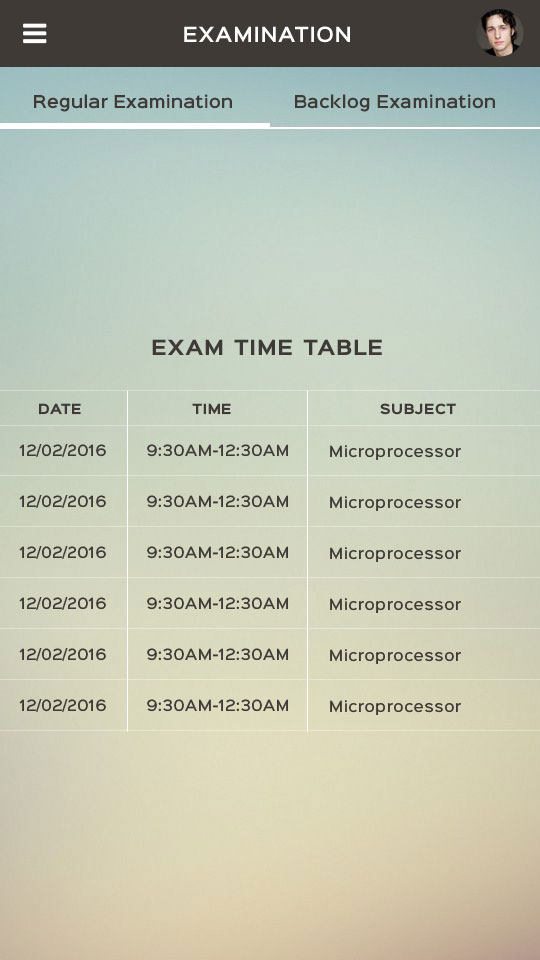 EXAMINATION
Regular Examination Backlog Examination
EXAM TIME TABLE
DATE TIME SUBJECT
12/02/2016 9:30AM-12:30AM Microprocessor
12/02/2016 9:30AM-12:30AM Microprocessor
12/02/2016 9:30AM-12:30AM Microprocessor
12/02/2016 9:30AM-12:30AM Microprocessor
12/02/2016 9:30AM-12:30AM Microprocessor
12/02/2016 9:30AM-12:30AM Microprocessor